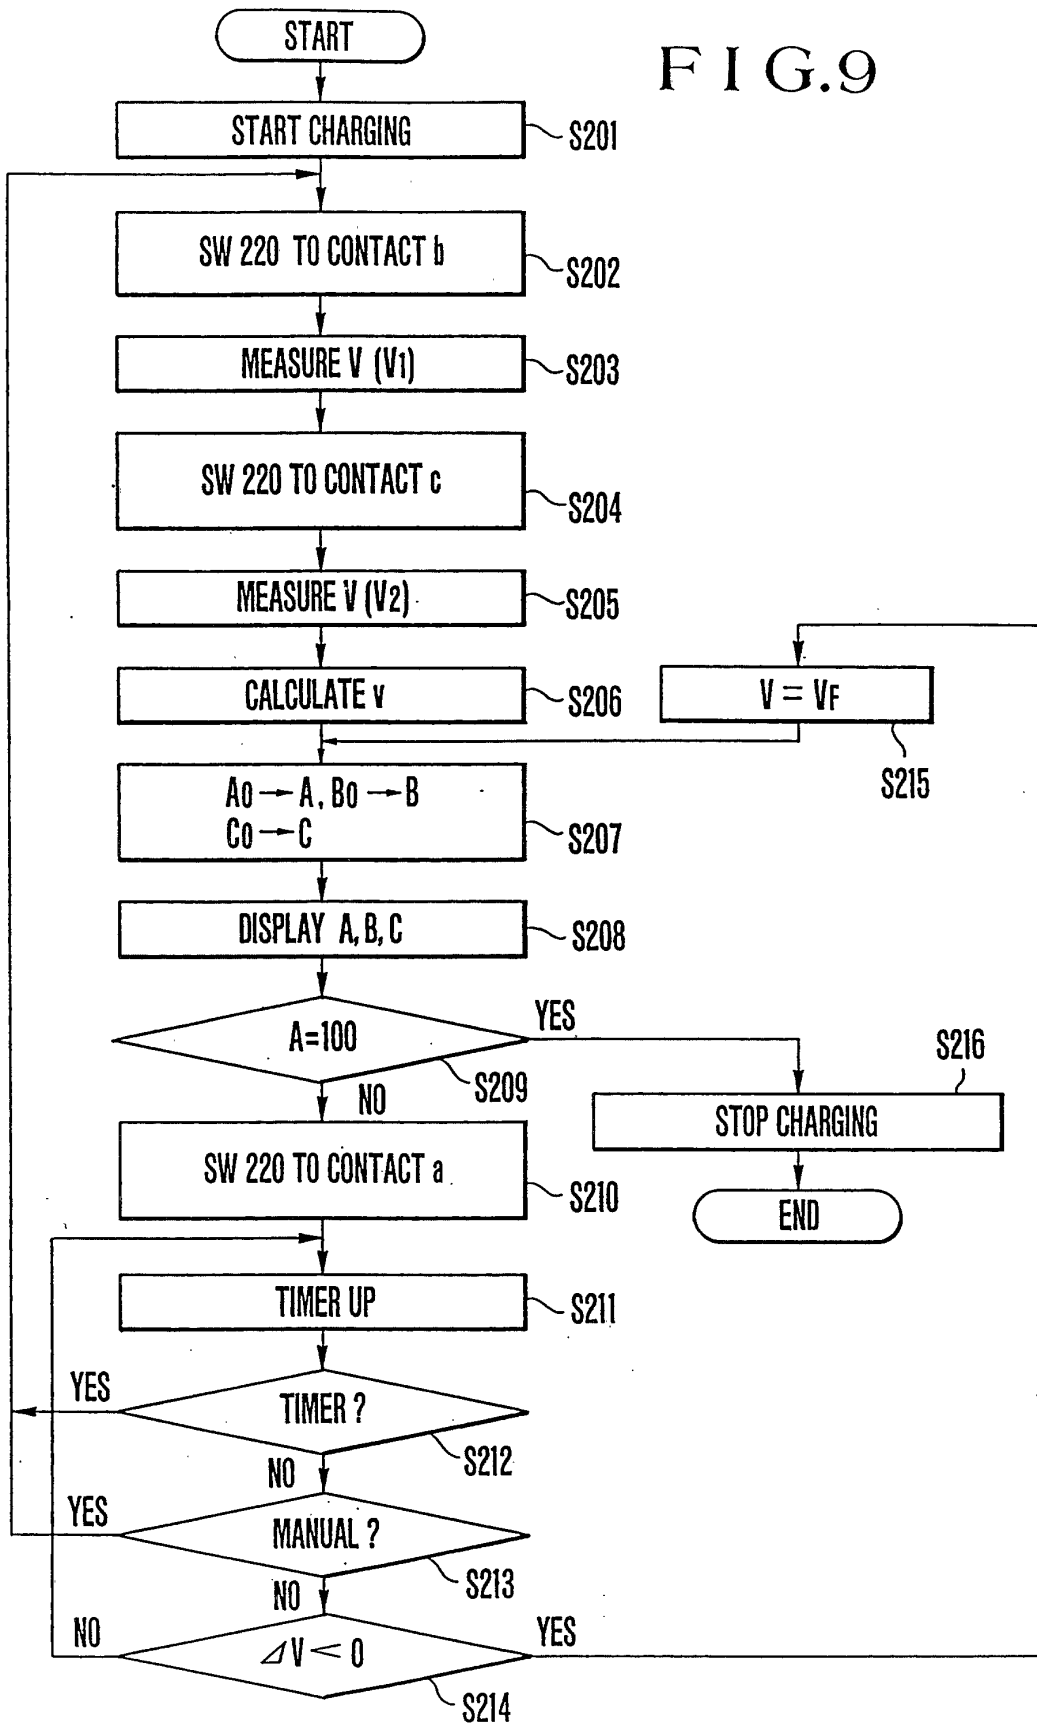 FIG.9
START
START CHARGING
S201
SW 220 TO CONTACT b
S202
MEASURE V (V1)
S203
SW 220 TO CONTACT c
S204
MEASURE V (V2)
S205
CALCULATE v
S206
V = VF
S215
A0 → A, B0 → B
C0 → C
S207
DISPLAY A, B, C
S208
A=100
YES
S209
NO
S216
STOP CHARGING
END
SW 220 TO CONTACT a
S210
TIMER UP
S211
YES
TIMER ?
S212
NO
YES
MANUAL ?
S213
NO
NO
⊿V < 0
YES
S214